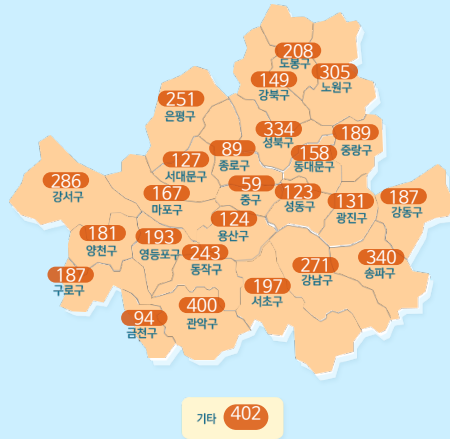 208
도봉구
149
강북구
305
노원구
251
은평구
334
성북구
189
중랑구
89
종로구
127
서대문구
158
동대문구
286
강서구
167
마포구
59
중구
123
성동구
131
광진구
187
강동구
124
용산구
181
양천구
193
영등포구
243
동작구
340
송파구
271
강남구
187
구로구
197
서초구
400
관악구
94
금천구
기타 402